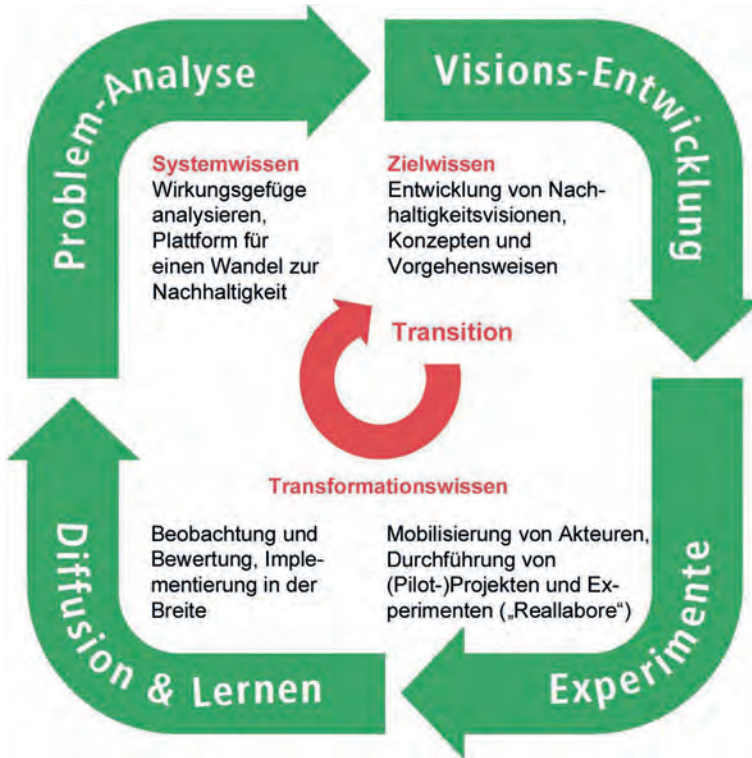 Problem-Analyse
Visions-Entwicklung
Systemwissen
Wirkungsgefüge
analysieren,
Plattform für
einen Wandel zur
Nachhaltigkeit
Zielwissen
Entwicklung von Nach-
haltigkeitsvisionen,
Konzepten und
Vorgehensweisen
Transition
Transformationswissen
Beobachtung und
Bewertung, Imple-
mentierung in der
Breite
Mobilisierung von Akteuren,
Durchführung von
(Pilot-)Projekten und Ex-
perimenten („Reallabore“)
Experimente
Diffusion & Lernen